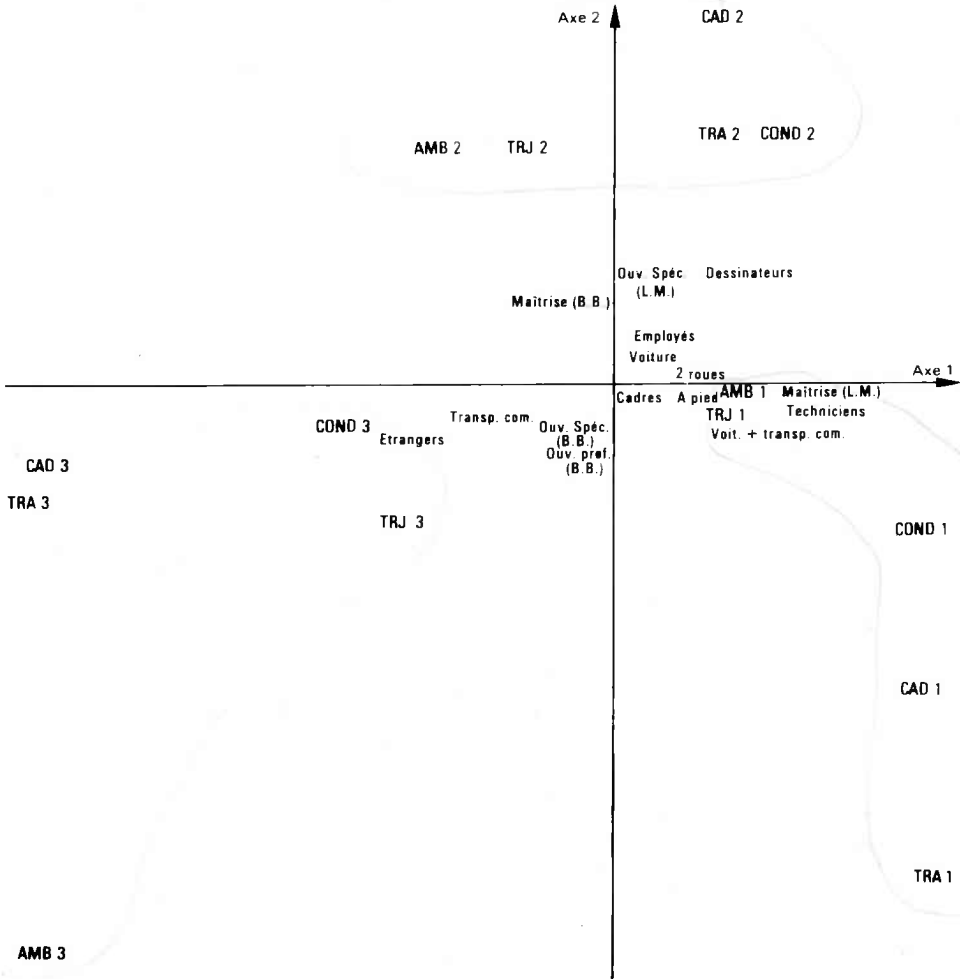 Axe 2
CAD 2
TRA 2 COND 2
AMB 2 TRJ 2
Ouv. Spéc. Dessinateurs
(L.M.)
Maîtrise (B.B.)
Employés
Voiture
2 roues
Axe 1
Cadres A pied AMB 1 Maîtrise (L.M.)
TRJ 1 Techniciens
Voit. + transp. com.
Transp. com.
COND 3
Etrangers
Ouv. Spéc.
(B.B.)
Ouv. prof.
(B.B.)
CAD 3
TRA 3
TRJ 3
COND 1
CAD 1
TRA 1
AMB 3